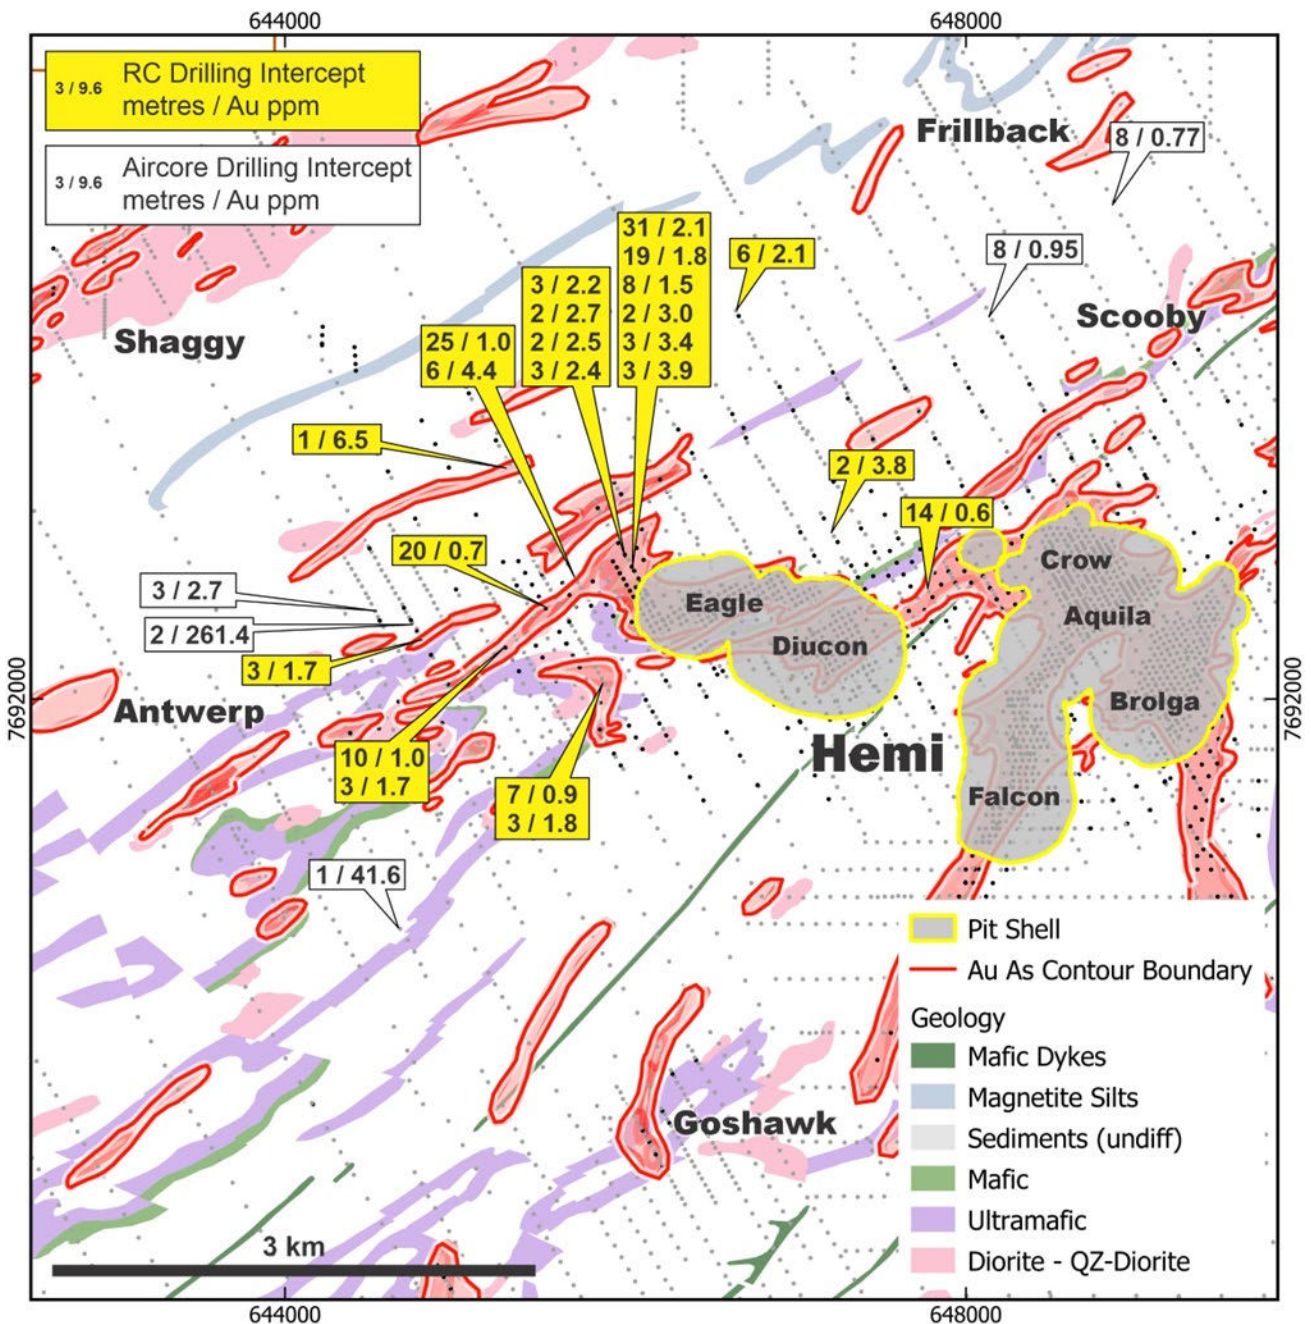 644000
648000
3 / 9.6
RC Drilling Intercept
metres / Au ppm
3 / 9.6
Aircore Drilling Intercept
metres / Au ppm
Frillback
8 / 0.77
31 / 2.1
19 / 1.8
8 / 1.5
2 / 3.0
3 / 3.4
3 / 3.9
6 / 2.1
8 / 0.95
3 / 2.2
2 / 2.7
2 / 2.5
3 / 2.4
Scooby
Shaggy
25 / 1.0
6 / 4.4
1 / 6.5
2 / 3.8
14 / 0.6
20 / 0.7
Crow
3 / 2.7
Eagle
Aquila
2 / 261.4
Diucon
3 / 1.7
7692000
7692000
Antwerp
Brolga
Hemi
10 / 1.0
3 / 1.7
7 / 0.9
3 / 1.8
Falcon
1 / 41.6
Pit Shell
Au As Contour Boundary
Geology
Mafic Dykes
Magnetite Silts
Sediments (undiff)
Mafic
Ultramafic
Diorite - QZ-Diorite
Goshawk
3 km
644000
648000